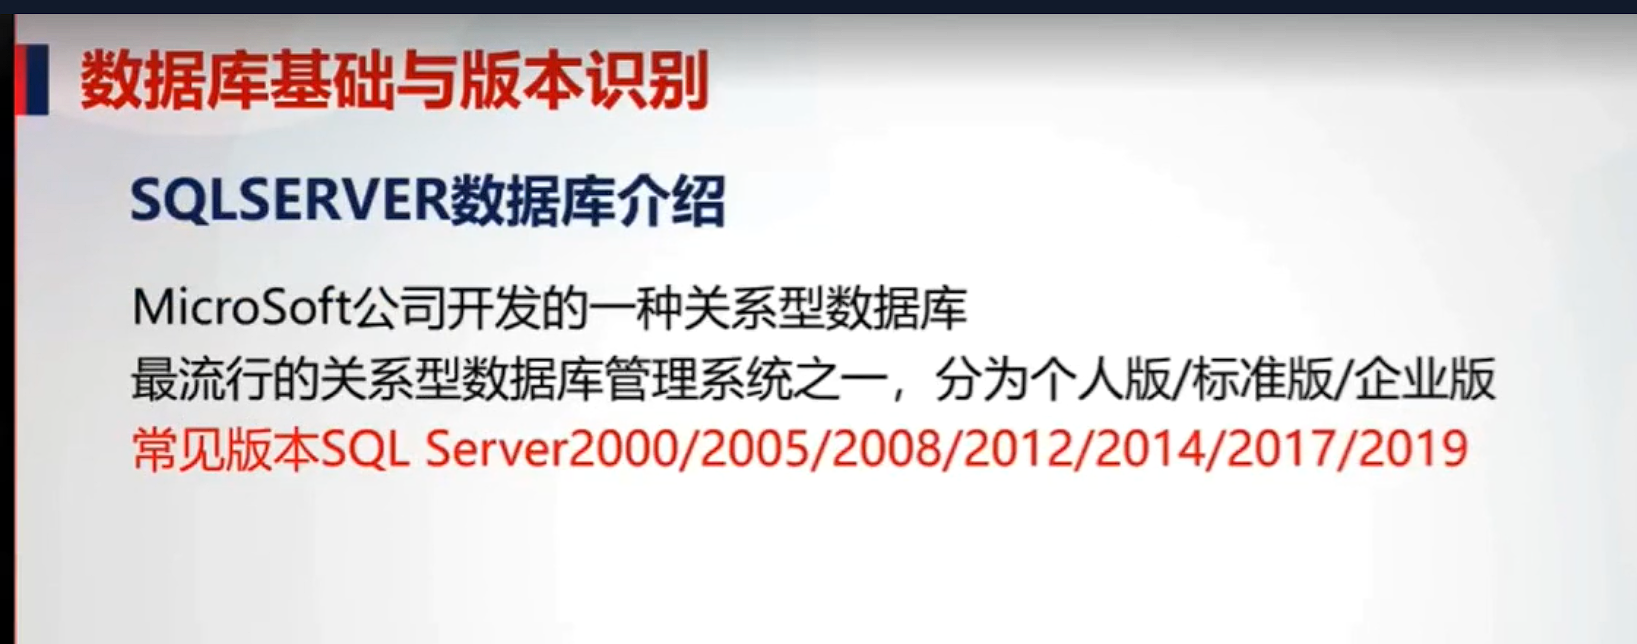 数据库基础与版本识别
SQLSERVER数据库介绍
MicroSoft公司开发的一种关系型数据库
最流行的关系型数据库管理系统之一，分为个人版/标准版/企业版
常见版本SQL Server2000/2005/2008/2012/2014/2017/2019